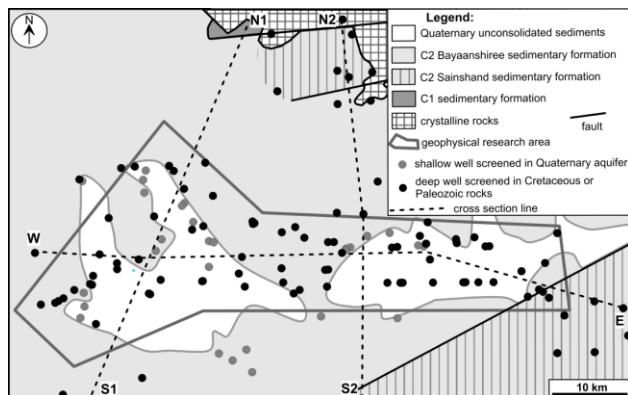 N
N1
N2
Legend:
Quaternary unconsolidated sediments
C2 Bayaanshiree sedimentary formation
C2 Sainshand sedimentary formation
C1 sedimentary formation
crystalline rocks
fault
geophysical research area
shallow well screened in Quaternary aquifer
deep well screened in Cretaceous or
Paleozoic rocks
cross section line
W
E
S1
S2
10 km